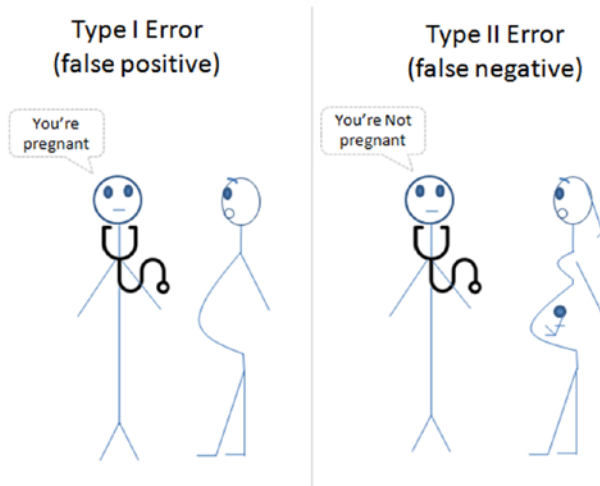 Type I Error
(false positive)
You're
pregnant
Type II Error
(false negative)
You're Not
pregnant